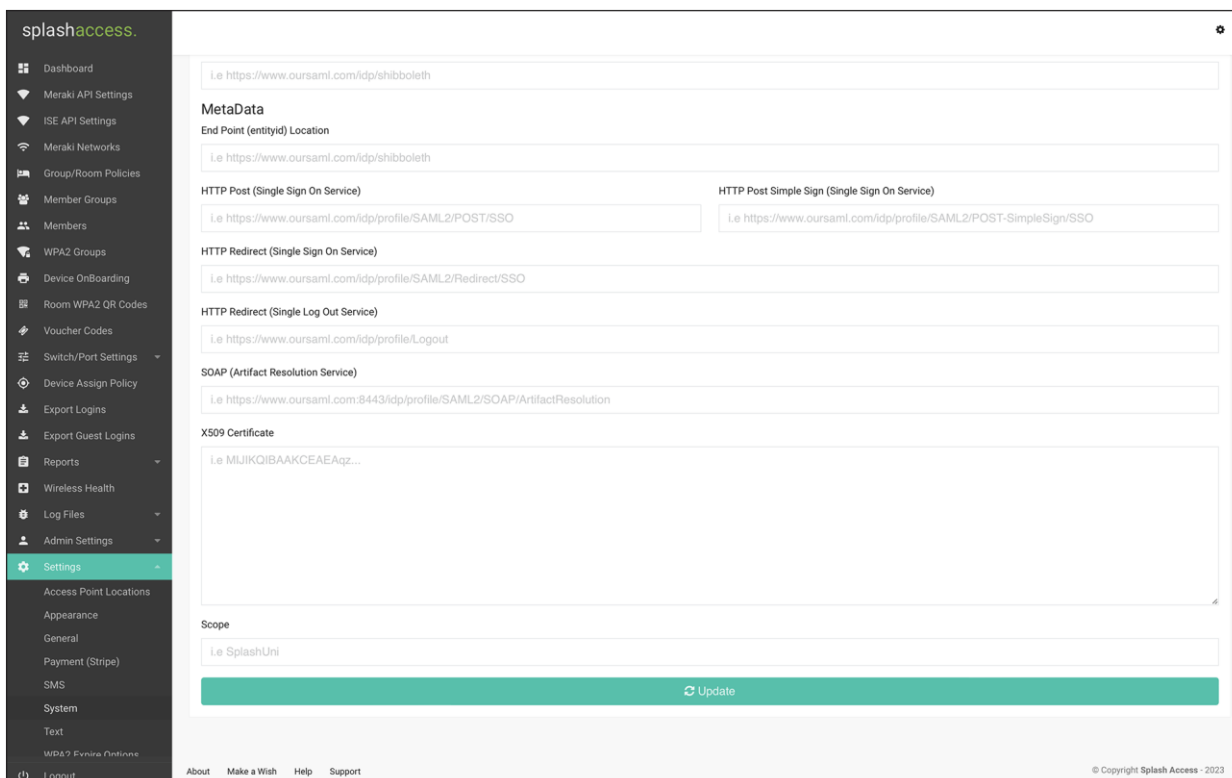 splashaccess.
Dashboard
Meraki API Settings
ISE API Settings
Meraki Networks
Group/Room Policies
Member Groups
Members
WPA2 Groups
Device OnBoarding
Room WPA2 QR Codes
Voucher Codes
Switch/Port Settings
Device Assign Policy
Export Logins
Export Guest Logins
Reports
Wireless Health
Log Files
Admin Settings
Settings
Access Point Locations
Appearance
General
Payment (Stripe)
SMS
System
Text
WPA2 Expire Options
Logout
i.e https://www.oursaml.com/idp/shibboleth
MetaData
End Point (entityid) Location
i.e https://www.oursaml.com/idp/shibboleth
HTTP Post (Single Sign On Service)
i.e https://www.oursaml.com/idp/profile/SAML2/POST/SSO
HTTP Post Simple Sign (Single Sign On Service)
i.e https://www.oursaml.com/idp/profile/SAML2/POST-SimpleSign/SSO
HTTP Redirect (Single Sign On Service)
i.e https://www.oursaml.com/idp/profile/SAML2/Redirect/SSO
HTTP Redirect (Single Log Out Service)
i.e https://www.oursaml.com/idp/profile/Logout
SOAP (Artifact Resolution Service)
i.e https://www.oursaml.com:8443/idp/profile/SAML2/SOAP/ArtifactResolution
X509 Certificate
i.e MIJIKQIBAAKCEAEAqz...
Scope
i.e SplashUni
Update
About Make a Wish Help Support
© Copyright Splash Access - 2023